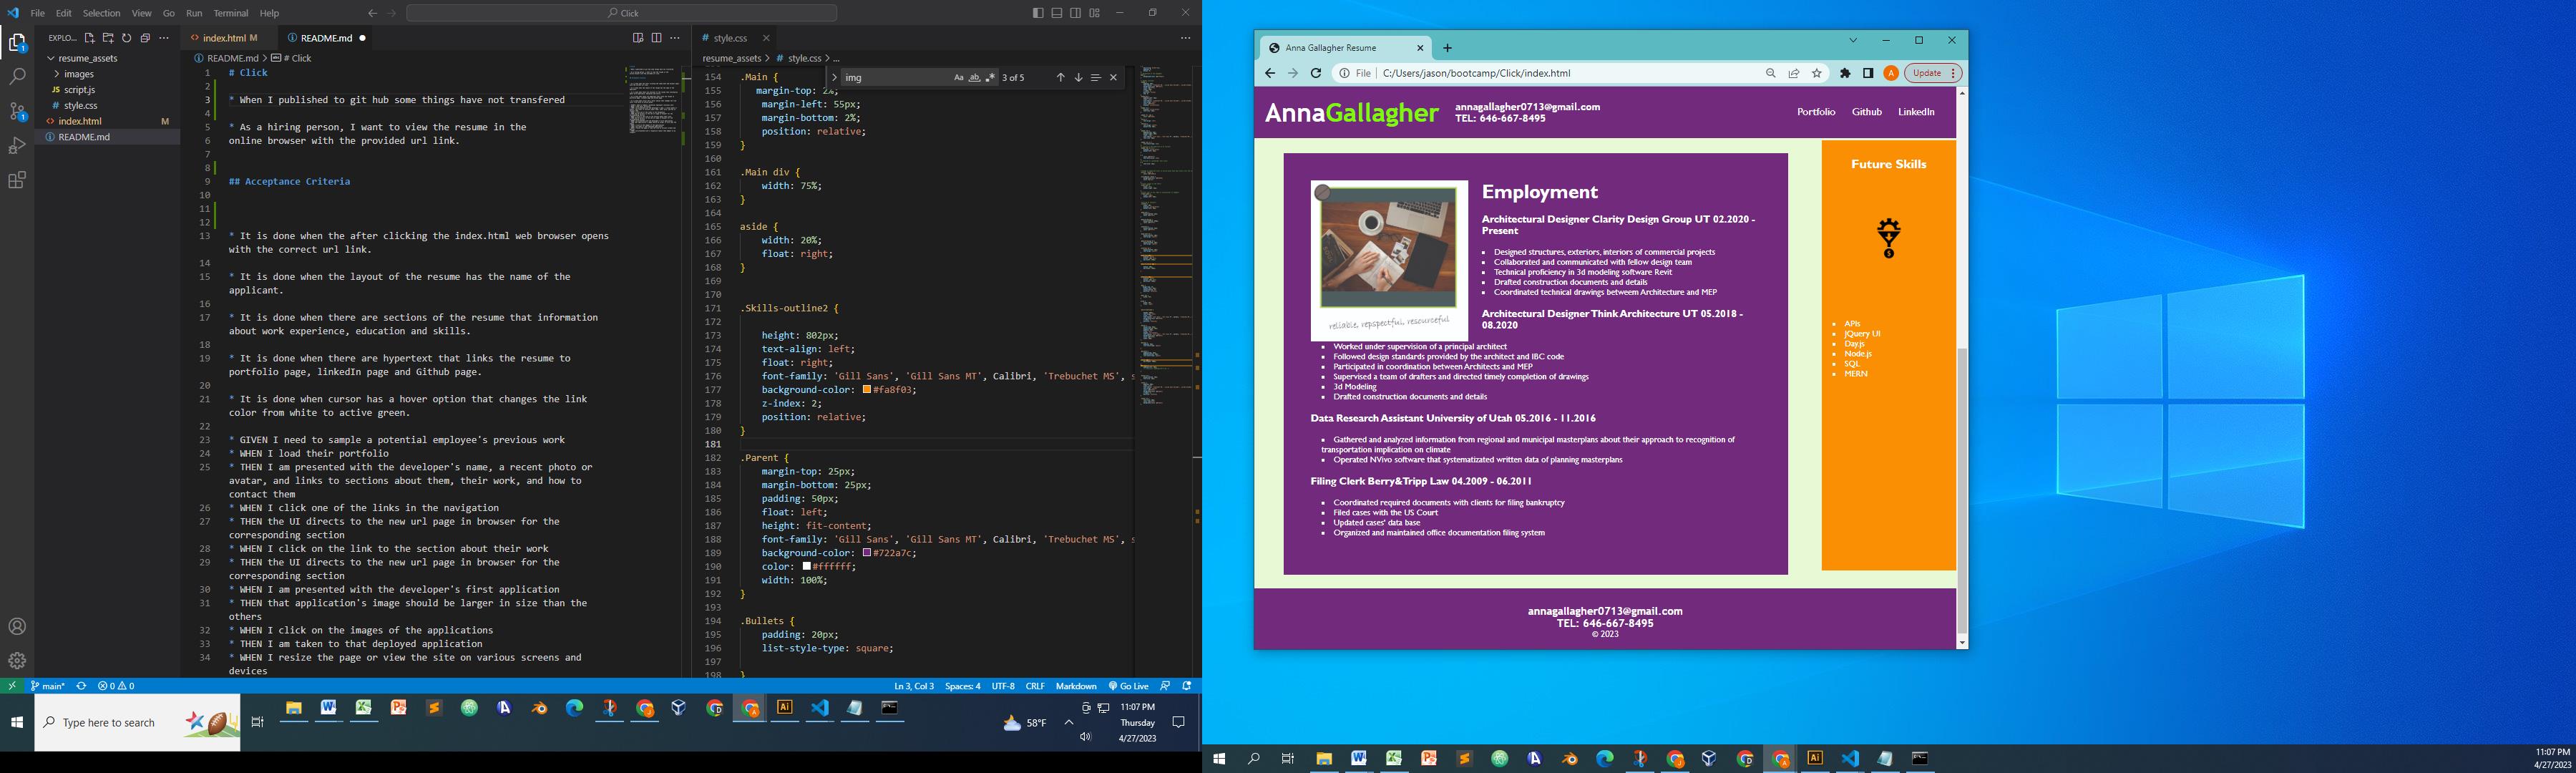 File Edit Selection View Go Run Terminal Help
Click
EXPLO...
resume_assets
images
script.js
style.css
index.html M
README.md
index.html M
README.md
README.md > # Click
1 # Click
2
3 * When I published to git hub some things have not transfered
4
5 * As a hiring person, I want to view the resume in the
6 online browser with the provided url link.
7
8
9 ## Acceptance Criteria
10
11
12
13 * It is done when the after clicking the index.html web browser opens
with the correct url link.
14
15 * It is done when the layout of the resume has the name of the
applicant.
16
17 * It is done when there are sections of the resume that information
about work experience, education and skills.
18
19 * It is done when there are hypertext that links the resume to
portfolio page, linkedIn page and Github page.
20
21 * It is done when cursor has a hover option that changes the link
color from white to active green.
22
23 * GIVEN I need to sample a potential employee's previous work
24 * WHEN I load their portfolio
25 * THEN I am presented with the developer's name, a recent photo or
avatar, and links to sections about them, their work, and how to
contact them
26 * WHEN I click one of the links in the navigation
27 * THEN the UI directs to the new url page in browser for the
corresponding section
28 * WHEN I click on the link to the section about their work
29 * THEN the UI directs to the new url page in browser for the
corresponding section
30 * WHEN I am presented with the developer's first application
31 * THEN that application's image should be larger in size than the
others
32 * WHEN I click on the images of the applications
33 * THEN I am taken to that deployed application
34 * WHEN I resize the page or view the site on various screens and
devices
style.css
resume_assets > # style.css > ...
img
Aa ab .* 3 of 5
154 .Main {
155 margin-top: 2%;
156 margin-left: 55px;
157 margin-bottom: 2%;
158 position: relative;
159 }
160
161 .Main div {
162 width: 75%;
163 }
164
165 aside {
166 width: 20%;
167 float: right;
168 }
169
170
171 .Skills-outline2 {
172
173 height: 802px;
174 text-align: left;
175 float: right;
176 font-family: 'Gill Sans', 'Gill Sans MT', Calibri, 'Trebuchet MS', s
177 background-color: #fa8f03;
178 z-index: 2;
179 position: relative;
180 }
181
182 .Parent {
183 margin-top: 25px;
184 margin-bottom: 25px;
185 padding: 50px;
186 float: left;
187 height: fit-content;
188 font-family: 'Gill Sans', 'Gill Sans MT', Calibri, 'Trebuchet MS', s
189 background-color: #722a7c;
190 color: #ffffff;
191 width: 100%;
192 }
193
194 .Bullets {
195 padding: 20px;
196 list-style-type: square;
197
198 }
main* 0 0
Ln 3, Col 3 Spaces: 4 UTF-8 CRLF Markdown Go Live
Type here to search
58°F
11:07 PM
Thursday
4/27/2023
Anna Gallagher Resume
File C:/Users/jason/bootcamp/Click/index.html
A Update
AnnaGallagher
annagallagher0713@gmail.com
TEL: 646-667-8495
Portfolio Github LinkedIn
reliable, repspectful, resourceful
Employment
Architectural Designer Clarity Design Group UT 02.2020 -
Present
Designed structures, exteriors, interiors of commercial projects
Collaborated and communicated with fellow design team
Technical proficiency in 3d modeling software Revit
Drafted construction documents and details
Coordinated technical drawings betweem Architecture and MEP
Architectural Designer Think Architecture UT 05.2018 -
08.2020
Worked under supervision of a principal architect
Followed design standards provided by the architect and IBC code
Participated in coordination between Architects and MEP
Supervised a team of drafters and directed timely completion of drawings
3d Modeling
Drafted construction documents and details
Data Research Assistant University of Utah 05.2016 - 11.2016
Gathered and analyzed information from regional and municipal masterplans about their approach to recognition of
transportation implication on climate
Operated NVivo software that systematizated written data of planning masterplans
Filing Clerk Berry&Tripp Law 04.2009 - 06.2011
Coordinated required documents with clients for filing bankruptcy
Filed cases with the US Court
Updated cases' data base
Organized and maintained office documentation filing system
Future Skills
APIs
JQuery UI
Day.js
Node.js
SQL
MERN
annagallagher0713@gmail.com
TEL: 646-667-8495
© 2023
11:07 PM
4/27/2023